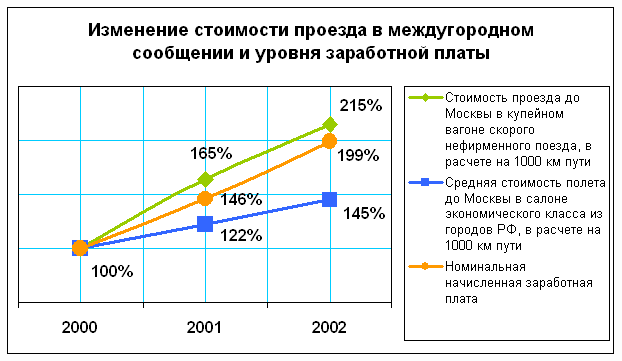 Изменение стоимости проезда в междугородном
сообщении и уровня заработной платы
215%
165%
199%
146%
145%
122%
100%
2000 2001 2002
Стоимость проезда до
Москвы в купейном
вагоне скорого
нефирменного поезда, в
расчете на 1000 км пути
Средняя стоимость полета
до Москвы в салоне
экономического класса из
городов РФ, в расчете на
1000 км пути
Номинальная
начисленная заработная
плата